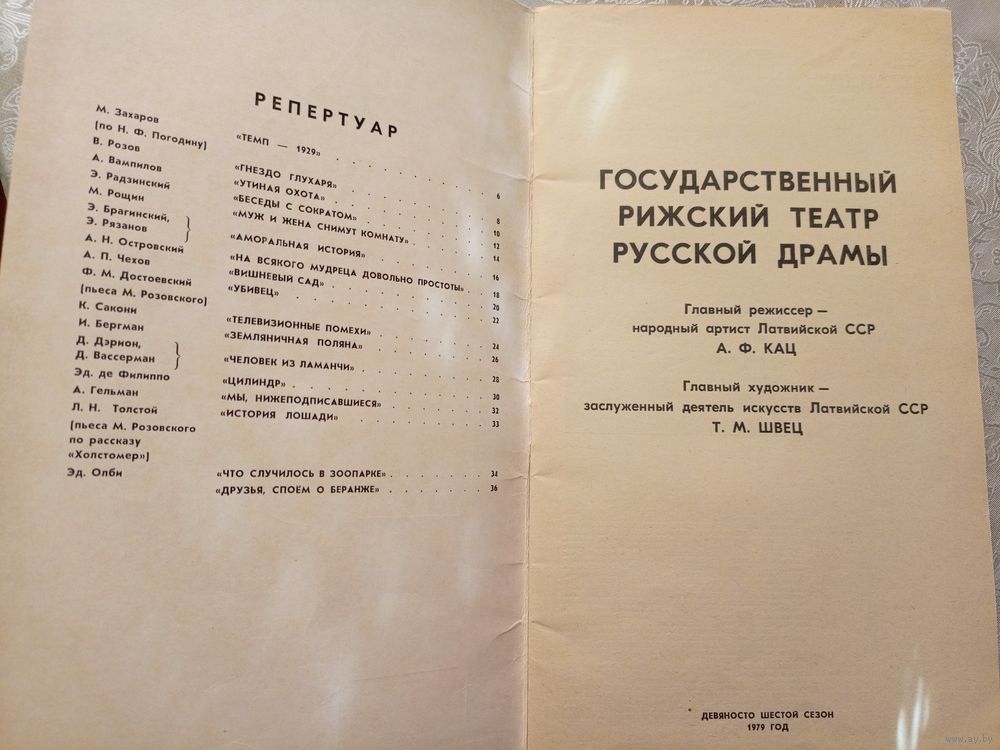 РЕПЕРТУАР
М. Захаров
(по Н. Ф. Погодину) «ТЕМП — 1929» . . . . . . . . . . 6
В. Розов «ГНЕЗДО ГЛУХАРЯ» . . . . . . . . . . 8
А. Вампилов «УТИНАЯ ОХОТА» . . . . . . . . . . 10
Э. Радзинский «БЕСЕДЫ С СОКРАТОМ» . . . . . . . . 12
М. Рощин «МУЖ И ЖЕНА СНИМУТ КОМНАТУ» . . . . . 14
Э. Брагинский,
Э. Рязанов } «АМОРАЛЬНАЯ ИСТОРИЯ» . . . . . . . . 16
А. Н. Островский «НА ВСЯКОГО МУДРЕЦА ДОВОЛЬНО ПРОСТОТЫ» . . 18
А. П. Чехов «ВИШНЕВЫЙ САД» . . . . . . . . . . 20
Ф. М. Достоевский «УБИВЕЦ» . . . . . . . . . . 22
(пьеса М. Розовского)
К. Сакони «ТЕЛЕВИЗИОННЫЕ ПОМЕХИ» . . . . . . . . 24
И. Бергман «ЗЕМЛЯНИЧНАЯ ПОЛЯНА» . . . . . . . . 26
Д. Дэрион,
Д. Вассерман } «ЧЕЛОВЕК ИЗ ЛАМАНЧИ» . . . . . . . . 28
Эд. де Филиппо «ЦИЛИНДР» . . . . . . . . . . 30
А. Гельман «МЫ, НИЖЕПОДПИСАВШИЕСЯ» . . . . . . . . 32
Л. Н. Толстой «ИСТОРИЯ ЛОШАДИ» . . . . . . . . 33
(пьеса М. Розовского
по рассказу
«Холстомер»)
Эд. Олби «ЧТО СЛУЧИЛОСЬ В ЗООПАРКЕ» . . . . . . . 34
«ДРУЗЬЯ, СПОЁМ О БЕРАНЖЕ» . . . . . . . 36
ГОСУДАРСТВЕННЫЙ
РИЖСКИЙ ТЕАТР
РУССКОЙ ДРАМЫ
Главный режиссер —
народный артист Латвийской ССР
А. Ф. КАЦ
Главный художник —
заслуженный деятель искусств Латвийской ССР
Т. М. ШВЕЦ
ДЕВЯНОСТО ШЕСТОЙ СЕЗОН
1979 ГОД
www.ay.by